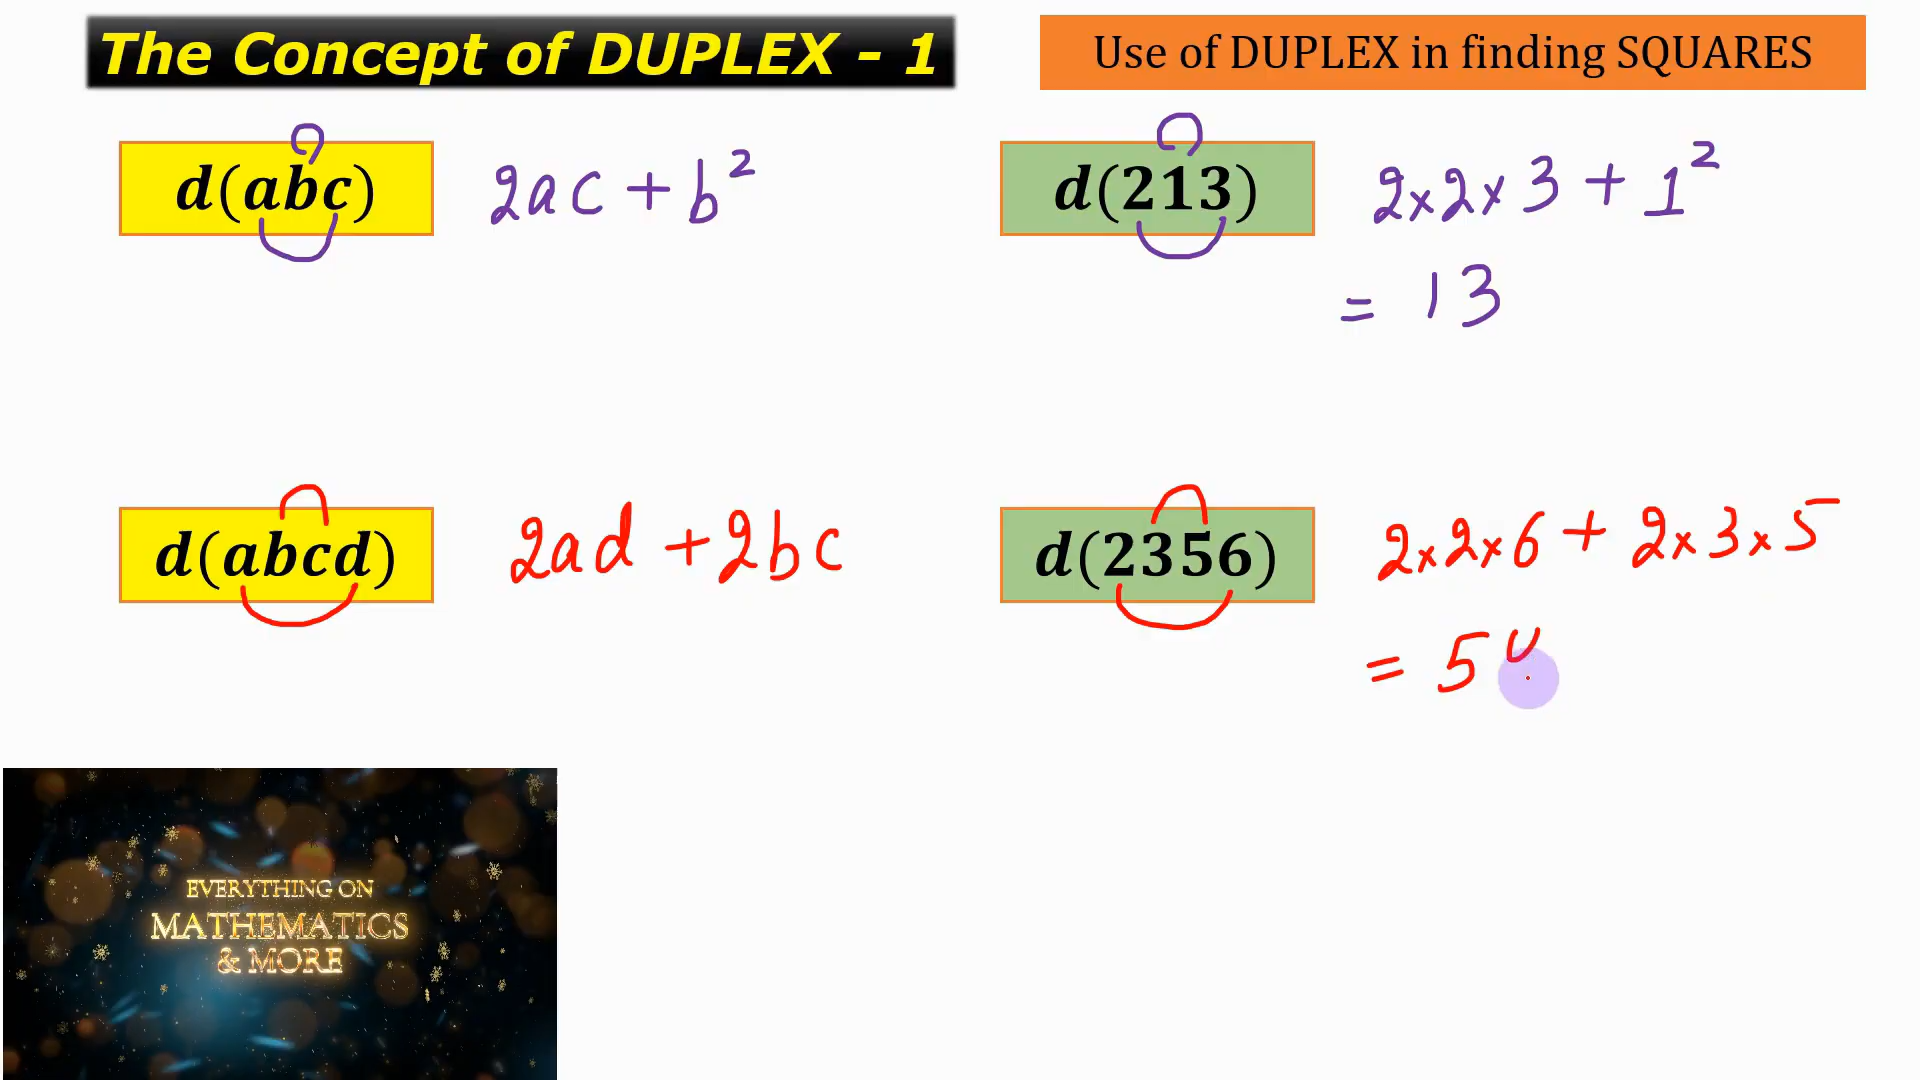 The Concept of DUPLEX - 1
Use of DUPLEX in finding SQUARES
d(abc) 2ac + b²
d(213) 2×2×3 + 1²
= 13
d(abcd) 2ad + 2bc
d(2356) 2×2×6 + 2×3×5
= 5
EVERYTHING ON
MATHEMATICS
& MORE